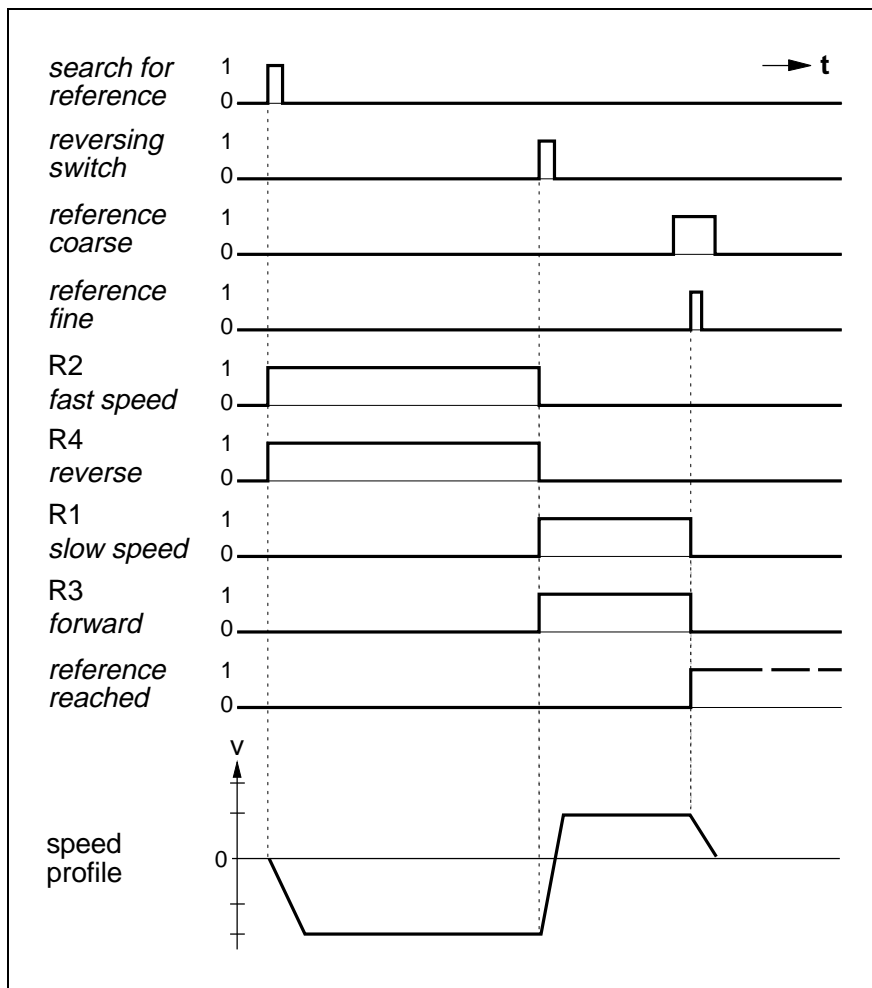 search for
reference
1
0
t
reversing
switch
1
0
reference
coarse
1
0
reference
fine
1
0
R2
fast speed
1
0
R4
reverse
1
0
R1
slow speed
1
0
R3
forward
1
0
reference
reached
1
0
v
speed
profile
0